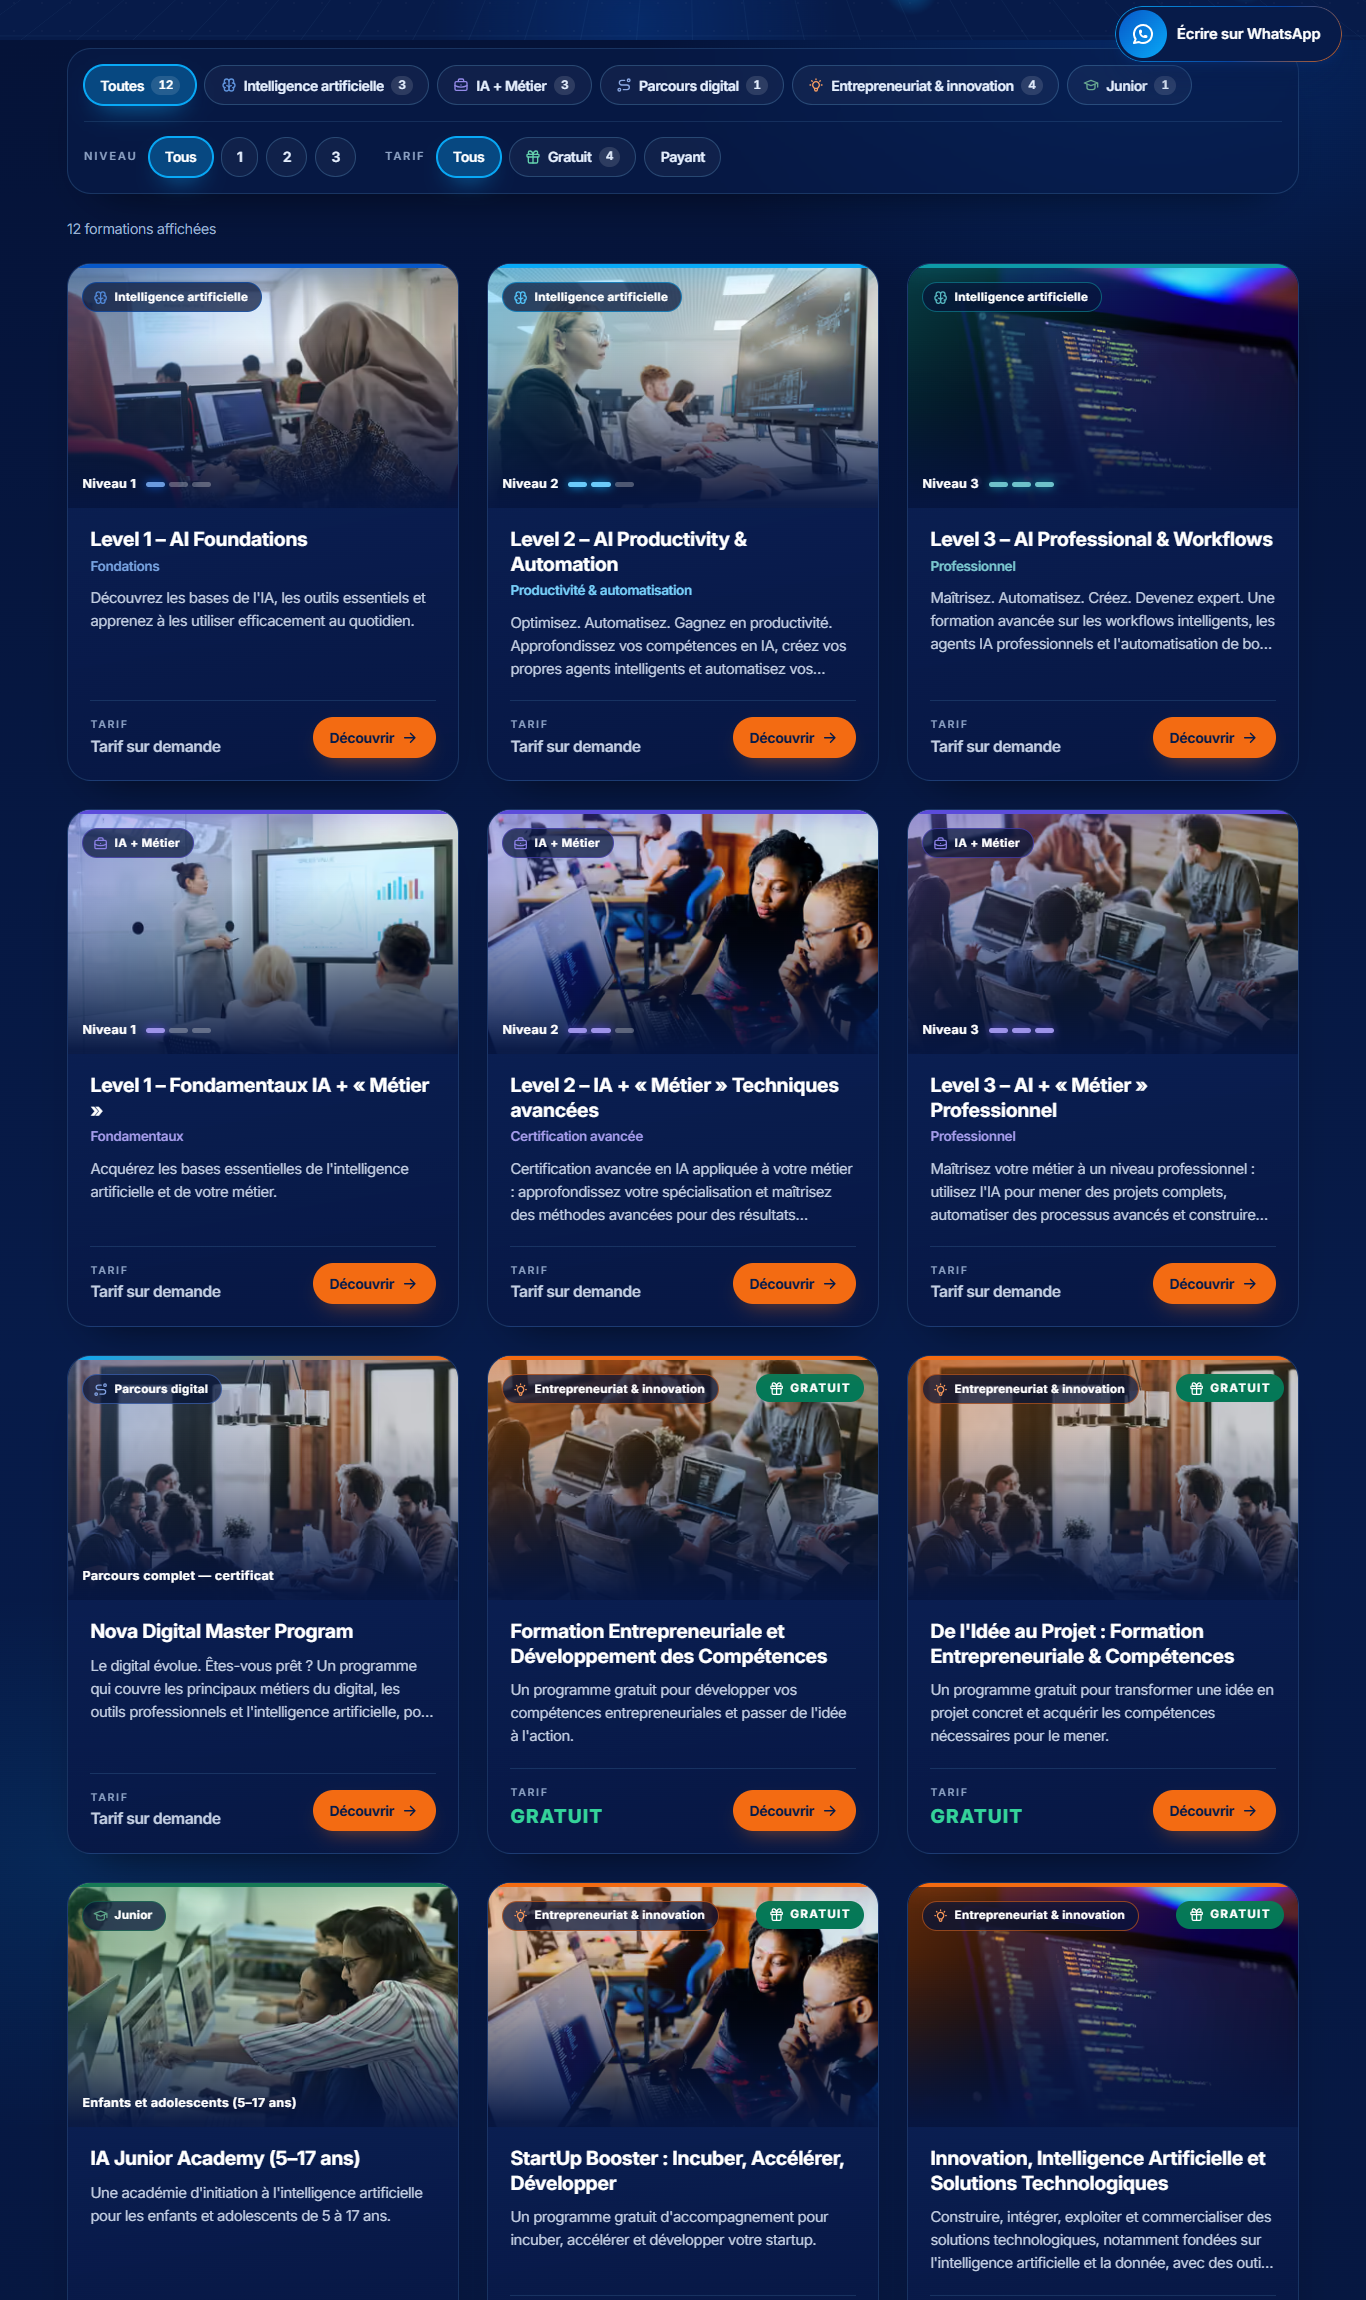 Écrire sur WhatsApp
Toutes 12 Intelligence artificielle 3 IA + Métier 3 Parcours digital 1 Entrepreneuriat & innovation 4 Junior 1
NIVEAU Tous 1 2 3 TARIF Tous Gratuit 4 Payant
12 formations affichées
Intelligence artificielle
Niveau 1
Level 1 – AI Foundations
Fondations
Découvrez les bases de l'IA, les outils essentiels et
apprenez à les utiliser efficacement au quotidien.
TARIF
Tarif sur demande
Découvrir
Intelligence artificielle
Niveau 2
Level 2 – AI Productivity &
Automation
Productivité & automatisation
Optimisez. Automatisez. Gagnez en productivité.
Approfondissez vos compétences en IA, créez vos
propres agents intelligents et automatisez vos...
TARIF
Tarif sur demande
Découvrir
Intelligence artificielle
Niveau 3
Level 3 – AI Professional & Workflows
Professionnel
Maîtrisez. Automatisez. Créez. Devenez expert. Une
formation avancée sur les workflows intelligents, les
agents IA professionnels et l'automatisation de bo...
TARIF
Tarif sur demande
Découvrir
IA + Métier
Niveau 1
Level 1 – Fondamentaux IA + « Métier
»
Fondamentaux
Acquérez les bases essentielles de l'intelligence
artificielle et de votre métier.
TARIF
Tarif sur demande
Découvrir
IA + Métier
Niveau 2
Level 2 – IA + « Métier » Techniques
avancées
Certification avancée
Certification avancée en IA appliquée à votre métier
: approfondissez votre spécialisation et maîtrisez
des méthodes avancées pour des résultats...
TARIF
Tarif sur demande
Découvrir
IA + Métier
Niveau 3
Level 3 – AI + « Métier »
Professionnel
Professionnel
Maîtrisez votre métier à un niveau professionnel :
utilisez l'IA pour mener des projets complets,
automatiser des processus avancés et construire...
TARIF
Tarif sur demande
Découvrir
Parcours digital
Parcours complet — certificat
Nova Digital Master Program
Le digital évolue. Êtes-vous prêt ? Un programme
qui couvre les principaux métiers du digital, les
outils professionnels et l'intelligence artificielle, po...
TARIF
Tarif sur demande
Découvrir
Entrepreneuriat & innovation
GRATUIT
Formation Entrepreneuriale et
Développement des Compétences
Un programme gratuit pour développer vos
compétences entrepreneuriales et passer de l'idée
à l'action.
TARIF
GRATUIT
Découvrir
Entrepreneuriat & innovation
GRATUIT
De l'Idée au Projet : Formation
Entrepreneuriale & Compétences
Un programme gratuit pour transformer une idée en
projet concret et acquérir les compétences
nécessaires pour le mener.
TARIF
GRATUIT
Découvrir
Junior
Enfants et adolescents (5–17 ans)
IA Junior Academy (5–17 ans)
Une académie d'initiation à l'intelligence artificielle
pour les enfants et adolescents de 5 à 17 ans.
Entrepreneuriat & innovation
GRATUIT
StartUp Booster : Incuber, Accélérer,
Développer
Un programme gratuit d'accompagnement pour
incuber, accélérer et développer votre startup.
Entrepreneuriat & innovation
GRATUIT
Innovation, Intelligence Artificielle et
Solutions Technologiques
Construire, intégrer, exploiter et commercialiser des
solutions technologiques, notamment fondées sur
l'intelligence artificielle et la donnée, avec des outi...